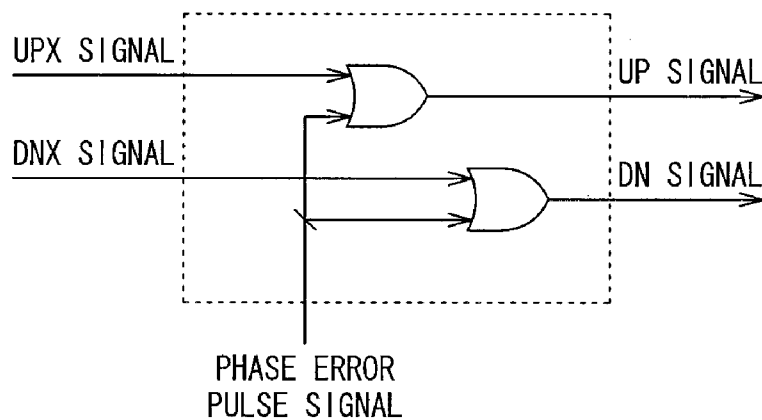 UPX SIGNAL
UP SIGNAL
DNX SIGNAL
DN SIGNAL
PHASE ERROR
PULSE SIGNAL